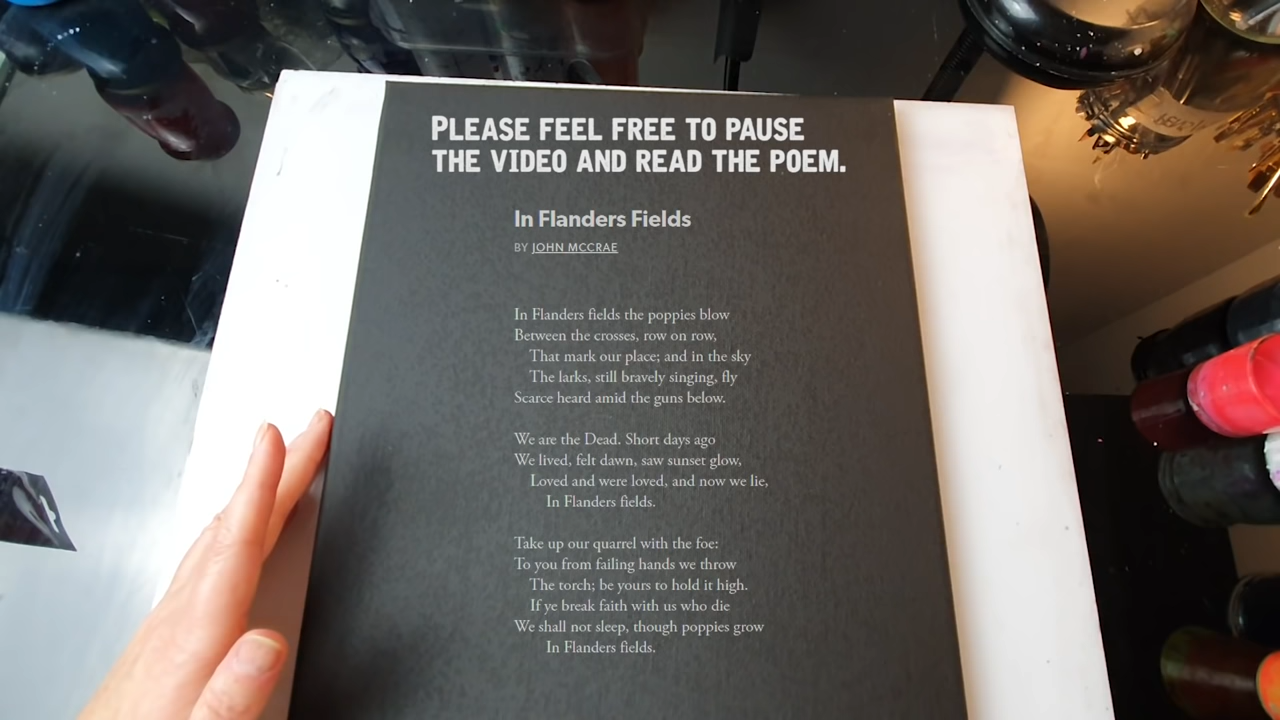 PLEASE FEEL FREE TO PAUSE
THE VIDEO AND READ THE POEM.
In Flanders Fields
BY JOHN MCCRAE
In Flanders fields the poppies blow
Between the crosses, row on row,
That mark our place; and in the sky
The larks, still bravely singing, fly
Scarce heard amid the guns below.
We are the Dead. Short days ago
We lived, felt dawn, saw sunset glow,
Loved and were loved, and now we lie,
In Flanders fields.
Take up our quarrel with the foe:
To you from failing hands we throw
The torch; be yours to hold it high.
If ye break faith with us who die
We shall not sleep, though poppies grow
In Flanders fields.